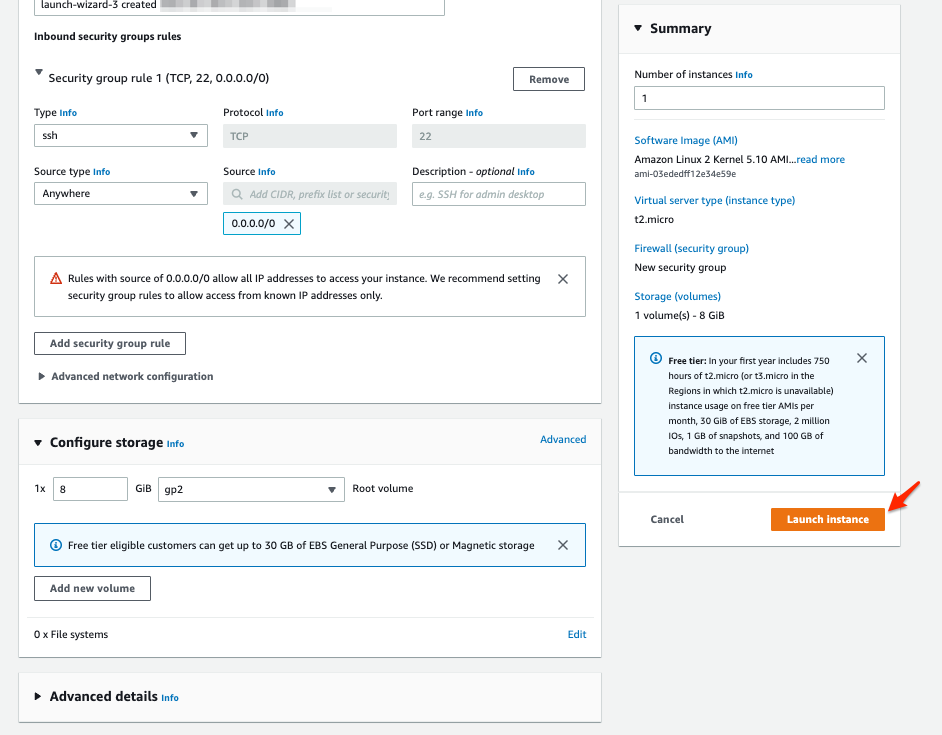 launch-wizard-3 created
Inbound security groups rules
Security group rule 1 (TCP, 22, 0.0.0.0/0)
Remove
Type Info
Protocol Info
Port range Info
ssh
TCP
22
Source type Info
Source Info
Description - optional Info
Anywhere
Add CIDR, prefix list or security
e.g. SSH for admin desktop
0.0.0.0/0
Rules with source of 0.0.0.0/0 allow all IP addresses to access your instance. We recommend setting
security group rules to allow access from known IP addresses only.
Add security group rule
Advanced network configuration
Configure storage Info
Advanced
1x
8
GiB
gp2
Root volume
Free tier eligible customers can get up to 30 GB of EBS General Purpose (SSD) or Magnetic storage
Add new volume
0 x File systems
Edit
Advanced details Info
Summary
Number of instances Info
1
Software Image (AMI)
Amazon Linux 2 Kernel 5.10 AMI...read more
ami-03ededff12e34e59e
Virtual server type (instance type)
t2.micro
Firewall (security group)
New security group
Storage (volumes)
1 volume(s) - 8 GiB
Free tier: In your first year includes 750
hours of t2.micro (or t3.micro in the
Regions in which t2.micro is unavailable)
instance usage on free tier AMIs per
month, 30 GiB of EBS storage, 2 million
IOs, 1 GB of snapshots, and 100 GB of
bandwidth to the internet
Cancel
Launch instance